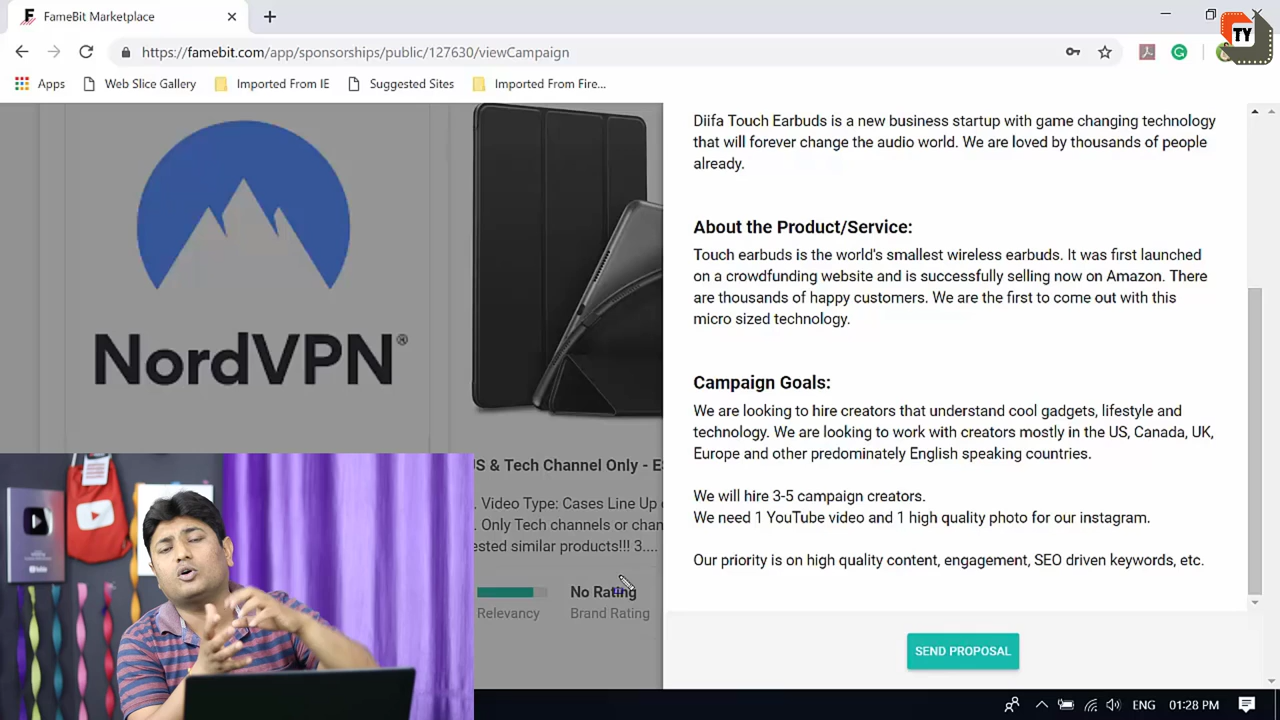 FameBit Marketplace
TY
https://famebit.com/app/sponsorships/public/127630/viewCampaign
Apps
Web Slice Gallery
Imported From IE
Suggested Sites
Imported From Fire...
NordVPN®
S & Tech Channel Only - E
. Video Type: Cases Line Up
. Only Tech channels or chan
ested similar products!!! 3....
Relevancy
No Rating
Brand Rating
Diifa Touch Earbuds is a new business startup with game changing technology
that will forever change the audio world. We are loved by thousands of people
already.
About the Product/Service:
Touch earbuds is the world's smallest wireless earbuds. It was first launched
on a crowdfunding website and is successfully selling now on Amazon. There
are thousands of happy customers. We are the first to come out with this
micro sized technology.
Campaign Goals:
We are looking to hire creators that understand cool gadgets, lifestyle and
technology. We are looking to work with creators mostly in the US, Canada, UK,
Europe and other predominately English speaking countries.
We will hire 3-5 campaign creators.
We need 1 YouTube video and 1 high quality photo for our instagram.
Our priority is on high quality content, engagement, SEO driven keywords, etc.
SEND PROPOSAL
ENG
01:28 PM